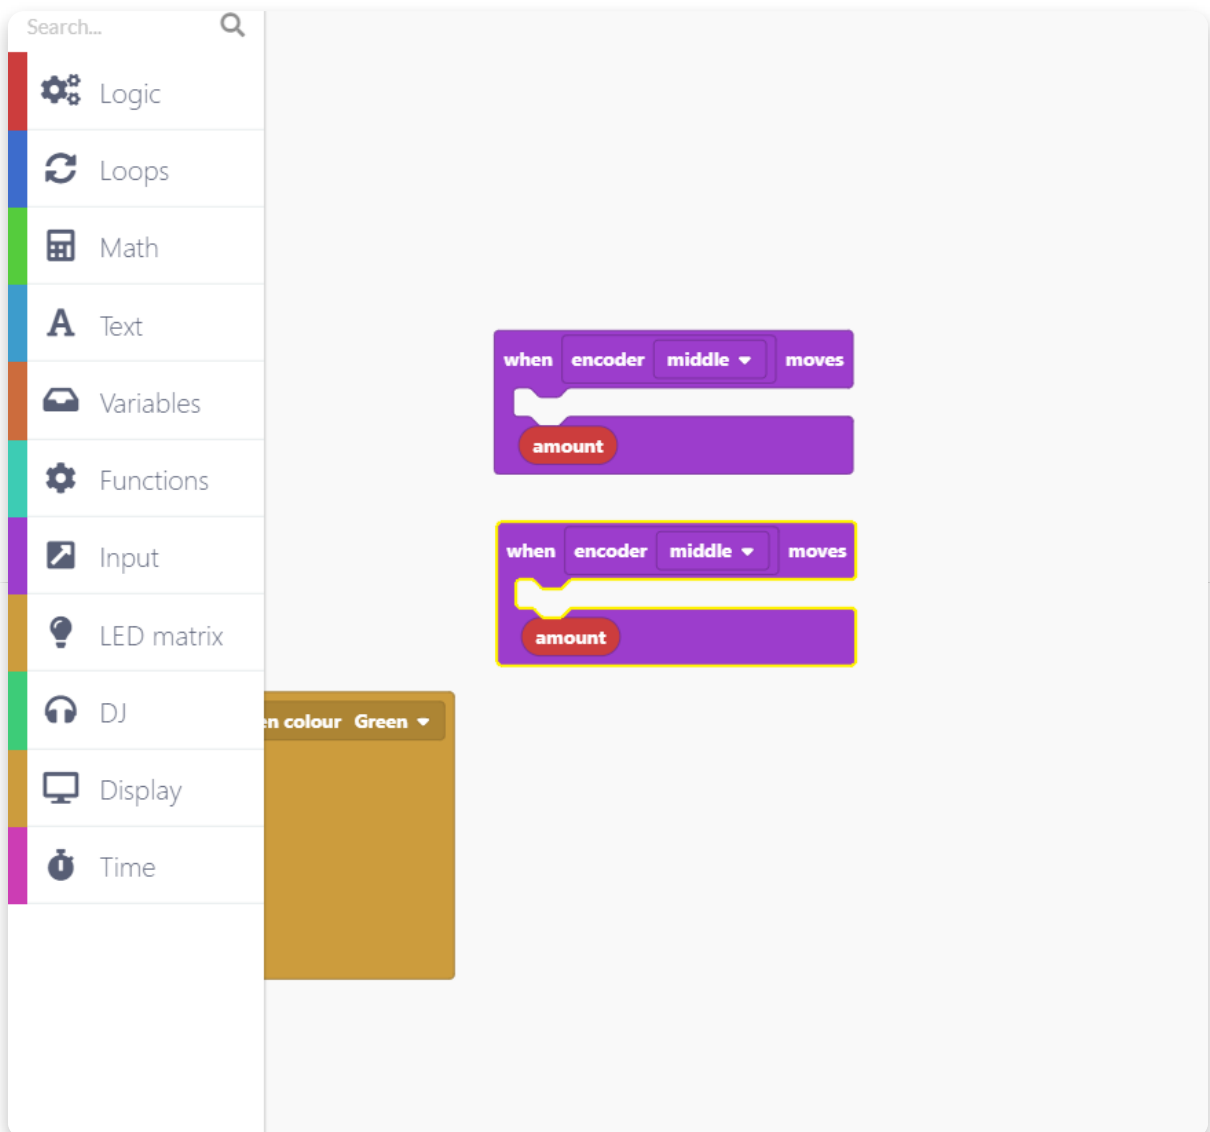 Search...
Logic
Loops
Math
Text
Variables
Functions
Input
LED matrix
DJ
Display
Time
when encoder middle moves
amount
when encoder middle moves
amount
colour Green